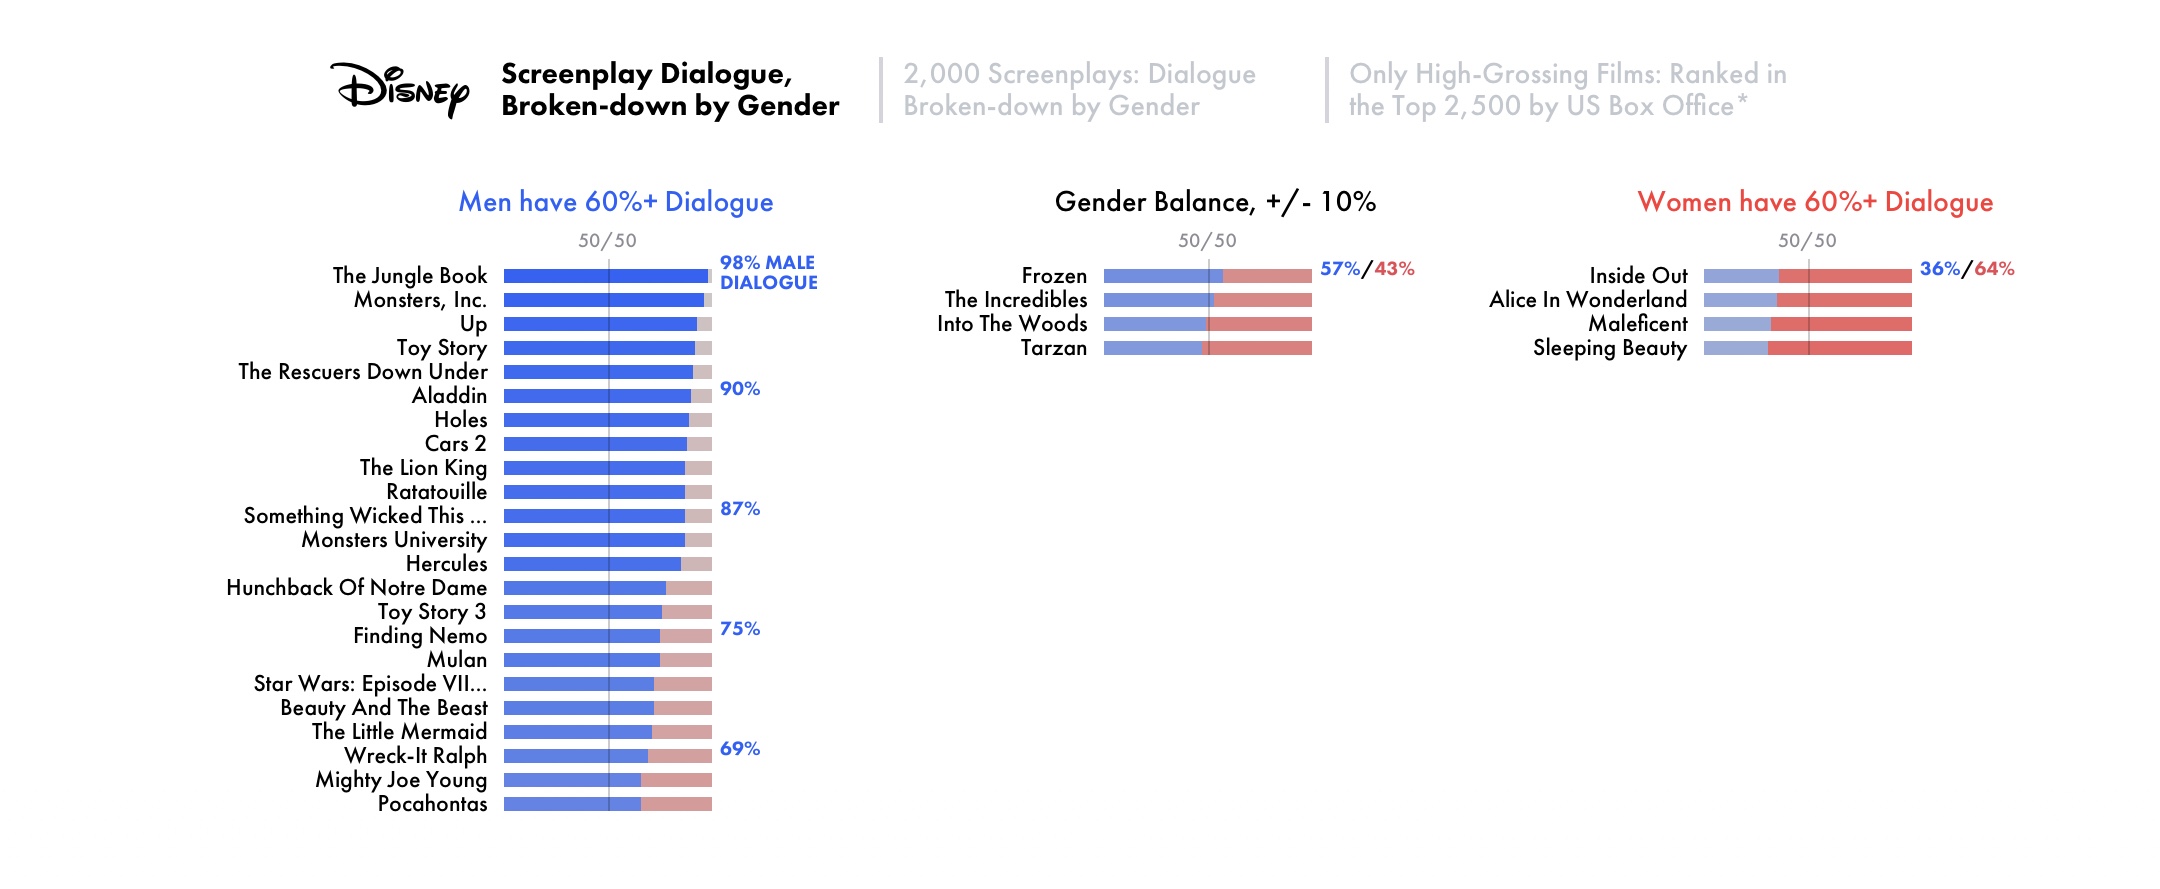 Disney
Screenplay Dialogue,
Broken-down by Gender
2,000 Screenplays: Dialogue
Broken-down by Gender
Only High-Grossing Films: Ranked in
the Top 2,500 by US Box Office*
Men have 60%+ Dialogue
50/50
The Jungle Book
98% MALE
DIALOGUE
Monsters, Inc.
Up
Toy Story
The Rescuers Down Under
Aladdin
90%
Holes
Cars 2
The Lion King
Ratatouille
Something Wicked This ...
87%
Monsters University
Hercules
Hunchback Of Notre Dame
Toy Story 3
Finding Nemo
75%
Mulan
Star Wars: Episode VII...
Beauty And The Beast
The Little Mermaid
Wreck-It Ralph
69%
Mighty Joe Young
Pocahontas
Gender Balance, +/- 10%
50/50
Frozen
57%/43%
The Incredibles
Into The Woods
Tarzan
Women have 60%+ Dialogue
50/50
Inside Out
36%/64%
Alice In Wonderland
Maleficent
Sleeping Beauty